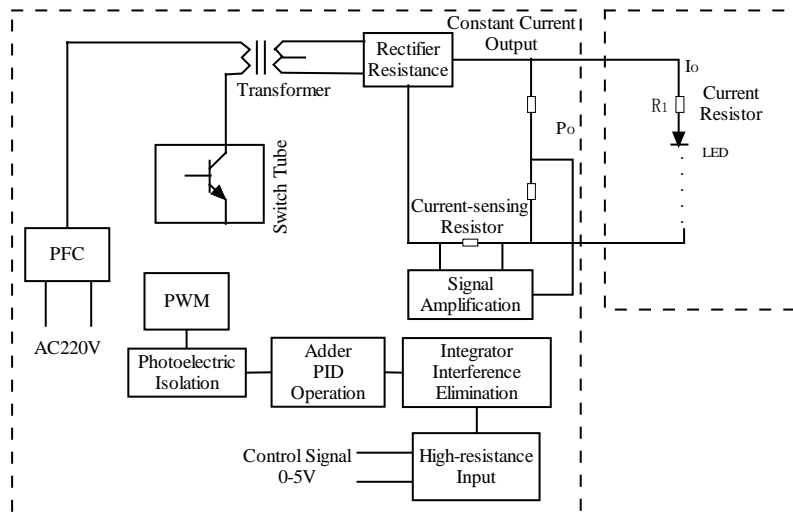 Constant Current
Output
Rectifier
Resistance
Transformer
Io
R1
Current
Resistor
Po
LED
Switch Tube
Current-sensing
Resistor
PFC
Signal
Amplification
PWM
AC220V
Photoelectric
Isolation
Adder
PID
Operation
Integrator
Interference
Elimination
Control Signal
0-5V
High-resistance
Input